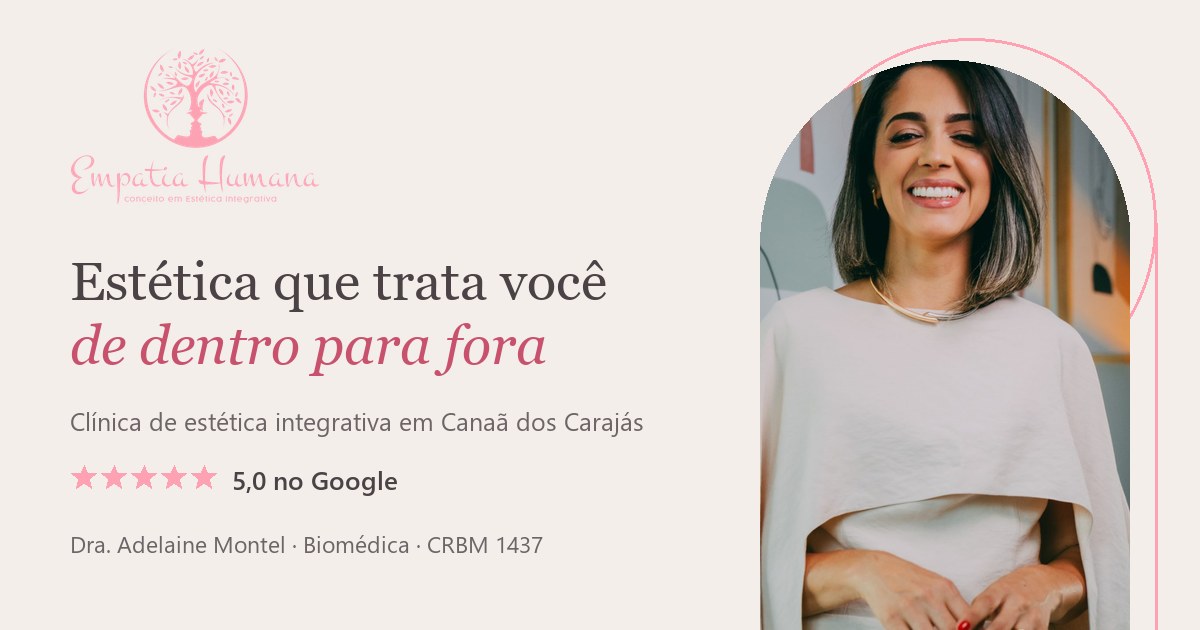 Empatia Humana
conceito em Estética Integrativa
Estética que trata você
de dentro para fora
Clínica de estética integrativa em Canaã dos Carajás
5,0 no Google
Dra. Adelaine Montel · Biomédica · CRBM 1437